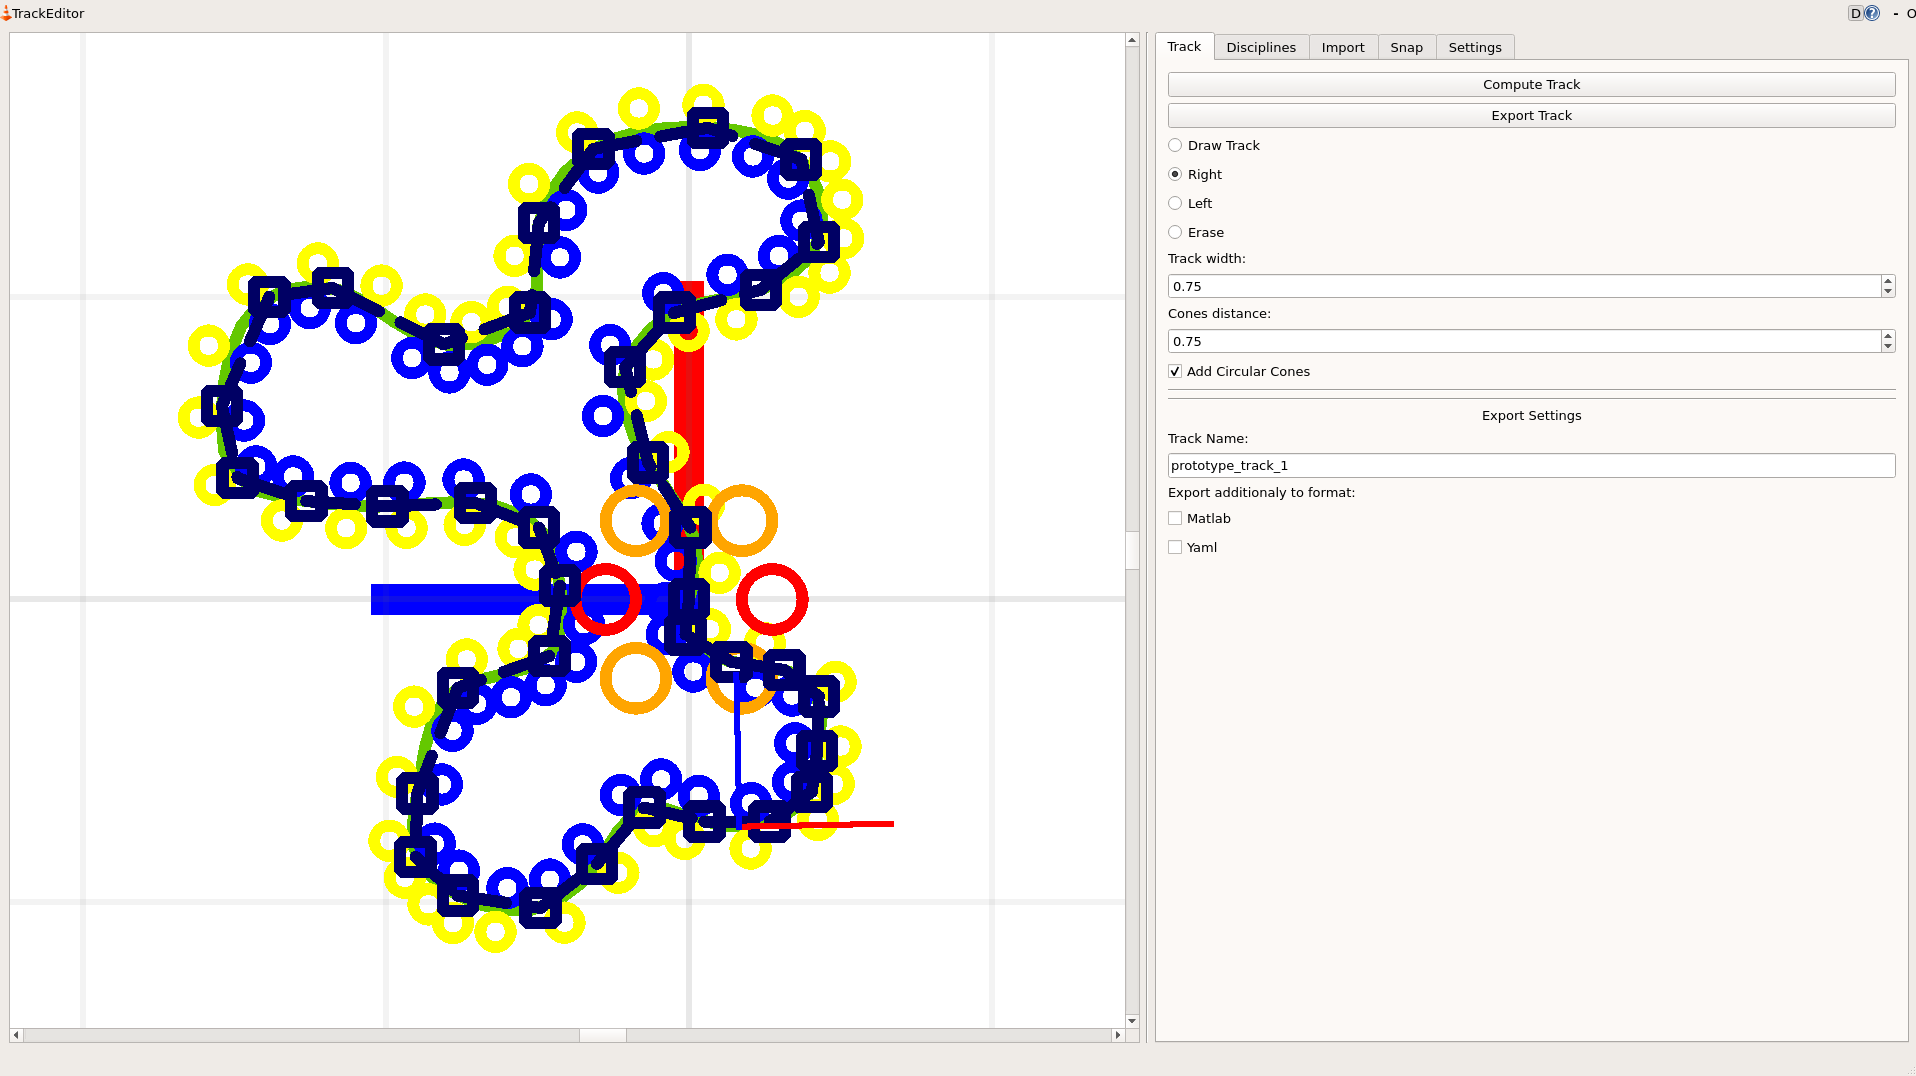 TrackEditor
D ? - O
Track Disciplines Import Snap Settings
Compute Track
Export Track
Draw Track
Right
Left
Erase
Track width:
0.75
Cones distance:
0.75
Add Circular Cones
Export Settings
Track Name:
prototype_track_1
Export additionaly to format:
Matlab
Yaml